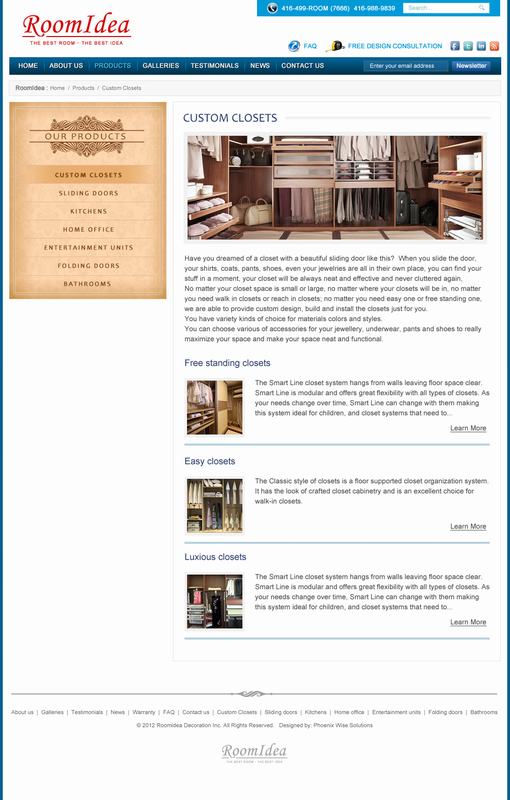 RoomIdea
THE BEST ROOM - THE BEST IDEA
416-499-ROOM (7666) 416-988-9839
Search...
FAQ
FREE DESIGN CONSULTATION
HOME
ABOUT US
PRODUCTS
GALLERIES
TESTIMONIALS
NEWS
CONTACT US
Enter your email address
Newsletter
RoomIdea : Home / Products / Custom Closets
OUR PRODUCTS
CUSTOM CLOSETS
SLIDING DOORS
KITCHENS
HOME OFFICE
ENTERTAINMENT UNITS
FOLDING DOORS
BATHROOMS
CUSTOM CLOSETS
Have you dreamed of a closet with a beautiful sliding door like this? When you slide the door,
your shirts, coats, pants, shoes, even your jewelries are all in their own place, you can find your
stuff in a moment, your closet will be always neat and effective and never cluttered again,
No matter your closet space is small or large, no matter where your closets will be in, no matter
you need walk in closets or reach in closets; no matter you need easy one or free standing one,
we are able to provide custom design, build and install the closets just for you.
You have variety kinds of choice for materials colors and styles.
You can choose various of accessories for your jewellery, underwear, pants and shoes to really
maximize your space and make your space neat and functional.
Free standing closets
The Smart Line closet system hangs from walls leaving floor space clear.
Smart Line is modular and offers great flexibility with all types of closets. As
your needs change over time, Smart Line can change with them making
this system ideal for children, and closet systems that need to...
Learn More
Easy closets
The Classic style of closets is a floor supported closet organization system.
It has the look of crafted closet cabinetry and is an excellent choice for
walk-in closets.
Learn More
Luxious closets
The Smart Line closet system hangs from walls leaving floor space clear.
Smart Line is modular and offers great flexibility with all types of closets. As
your needs change over time, Smart Line can change with them making
this system ideal for children, and closet systems that need to...
Learn More
About us | Galleries | Testimonials | News | Warranty | FAQ | Contact us | Custom Closets | Sliding doors | Kitchens | Home office | Entertainment units | Folding doors | Bathrooms
© 2012 Roomidea Decoration Inc. All Rights Reserved. Designed by: Phoenix Wise Solutions
RoomIdea
THE BEST ROOM - THE BEST IDEA